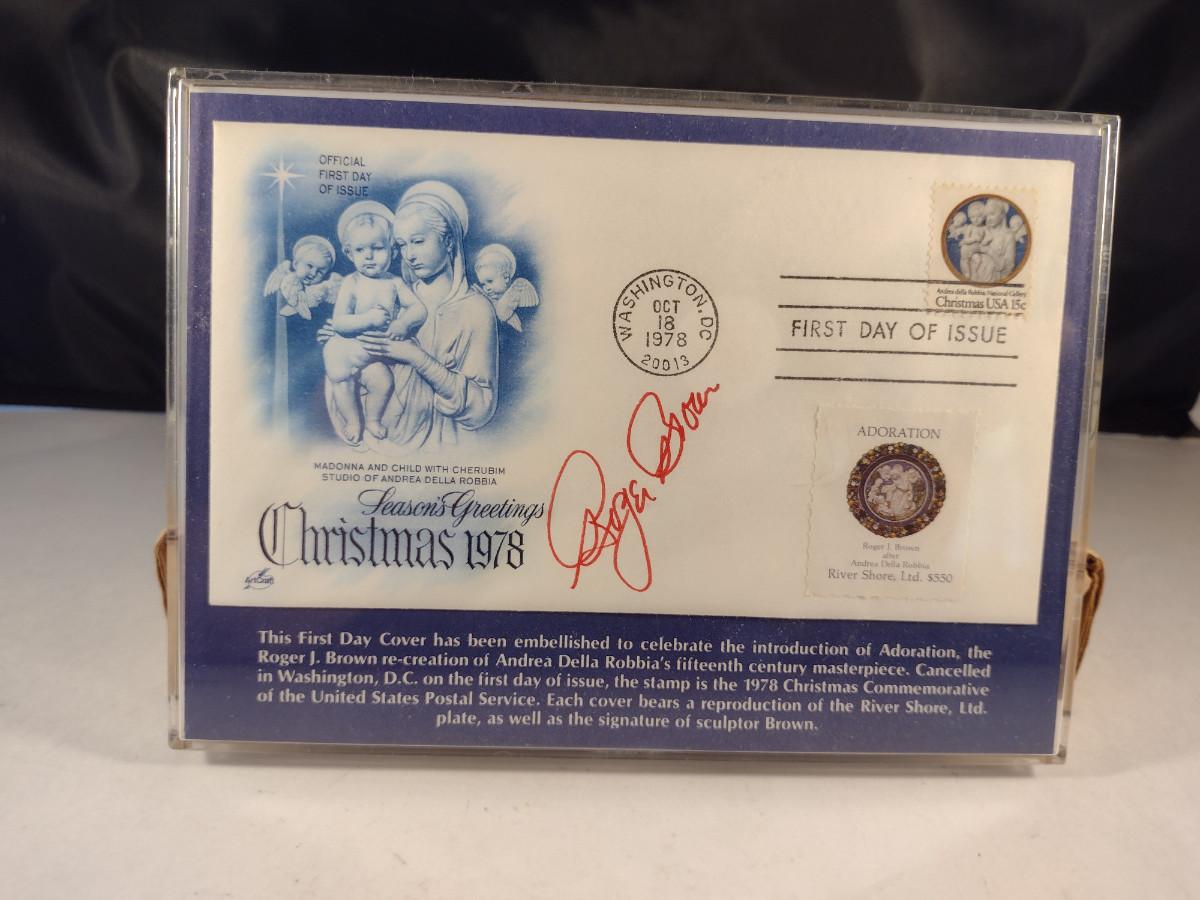 OFFICIAL
FIRST DAY
OF ISSUE
MADONNA AND CHILD WITH CHERUBIM
STUDIO OF ANDREA DELLA ROBBIA
Season's Greetings
Christmas 1978
ArtCraft
WASHINGTON, DC
OCT
18
1978
20013
Andrea della Robbia: National Gallery
Christmas USA 15c
FIRST DAY OF ISSUE
Roger Brown
ADORATION
Roger J. Brown
after
Andrea Della Robbia
River Shore, Ltd. $550
This First Day Cover has been embellished to celebrate the introduction of Adoration, the
Roger J. Brown re-creation of Andrea Della Robbia's fifteenth century masterpiece. Cancelled
in Washington, D.C. on the first day of issue, the stamp is the 1978 Christmas Commemorative
of the United States Postal Service. Each cover bears a reproduction of the River Shore, Ltd.
plate, as well as the signature of sculptor Brown.